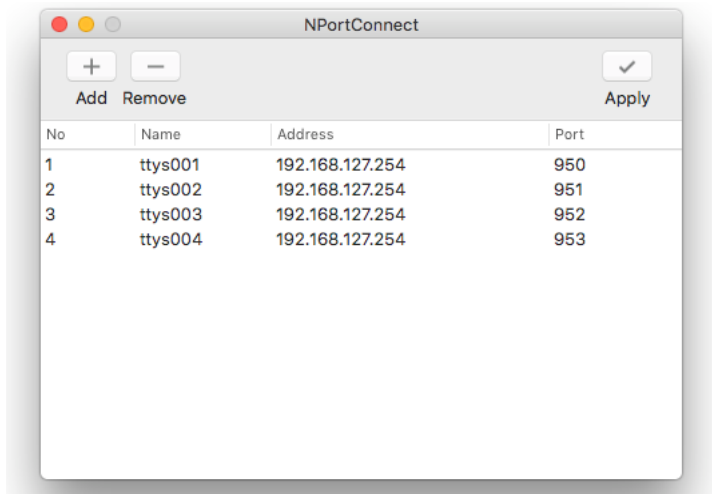 NPortConnect
Add Remove Apply
No Name Address Port
1 ttys001 192.168.127.254 950
2 ttys002 192.168.127.254 951
3 ttys003 192.168.127.254 952
4 ttys004 192.168.127.254 953